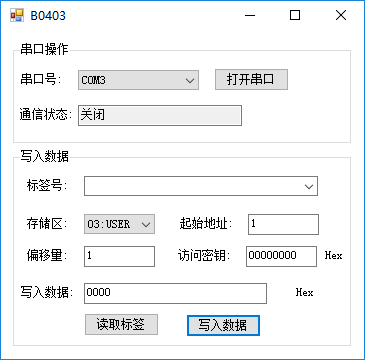 B0403
串口操作
串口号: COM3 打开串口
通信状态: 关闭
写入数据
标签号:
存储区: 03:USER 起始地址: 1
偏移量: 1 访问密钥: 00000000 Hex
写入数据: 0000 Hex
读取标签 写入数据